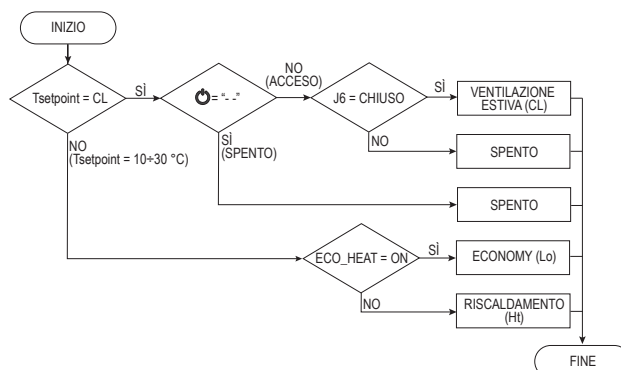 INIZIO
Tsetpoint = CL
SÌ
= "- -"
NO
(ACCESO)
J6 = CHIUSO
SÌ
VENTILAZIONE
ESTIVA (CL)
NO
(Tsetpoint = 10÷30 °C)
SÌ
(SPENTO)
NO
SPENTO
SPENTO
ECO_HEAT = ON
SÌ
ECONOMY (Lo)
NO
RISCALDAMENTO
(Ht)
FINE